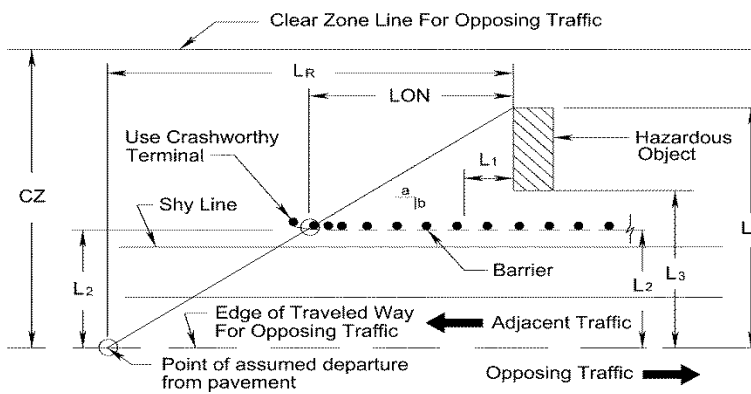 Clear Zone Line For Opposing Traffic
LR
LON
Use Crashworthy
Terminal
Hazardous
Object
L1
CZ
a
b
Shy Line
L
L3
L2
L2
Barrier
Edge of Traveled Way
For Opposing Traffic
Adjacent Traffic
Point of assumed departure
from pavement
Opposing Traffic